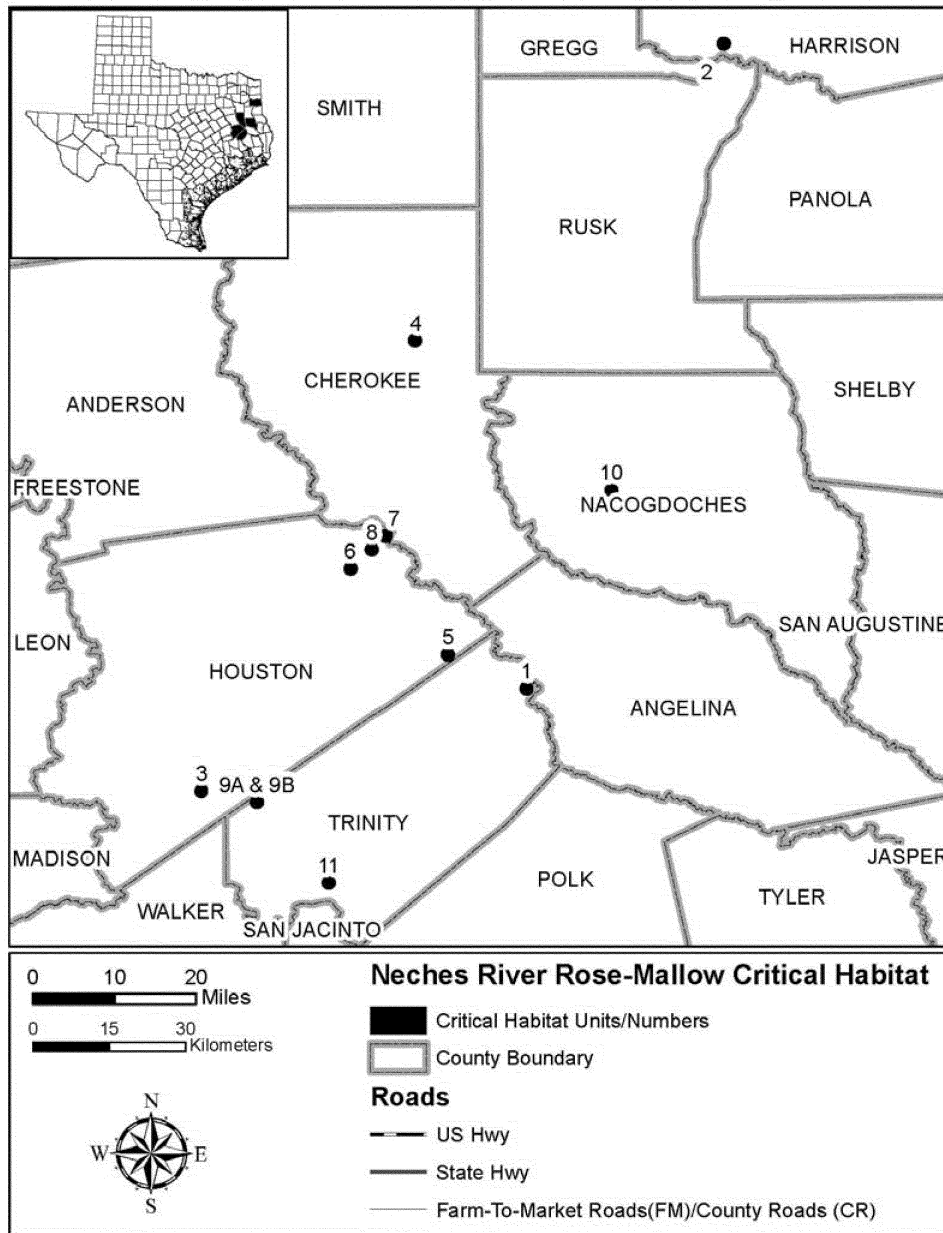 GREGG
HARRISON
2
SMITH
PANOLA
RUSK
4
CHEROKEE
SHELBY
ANDERSON
10
FREESTONE
NACOGDOCHES
7
8
6
SAN AUGUSTINE
LEON
5
HOUSTON
1
ANGELINA
3
9A & 9B
TRINITY
MADISON
JASPER
11
POLK
TYLER
WALKER
SAN JACINTO
0 10 20
Miles
0 15 30
Kilometers
N
W E
S
Neches River Rose-Mallow Critical Habitat
Critical Habitat Units/Numbers
County Boundary
Roads
US Hwy
State Hwy
Farm-To-Market Roads(FM)/County Roads (CR)